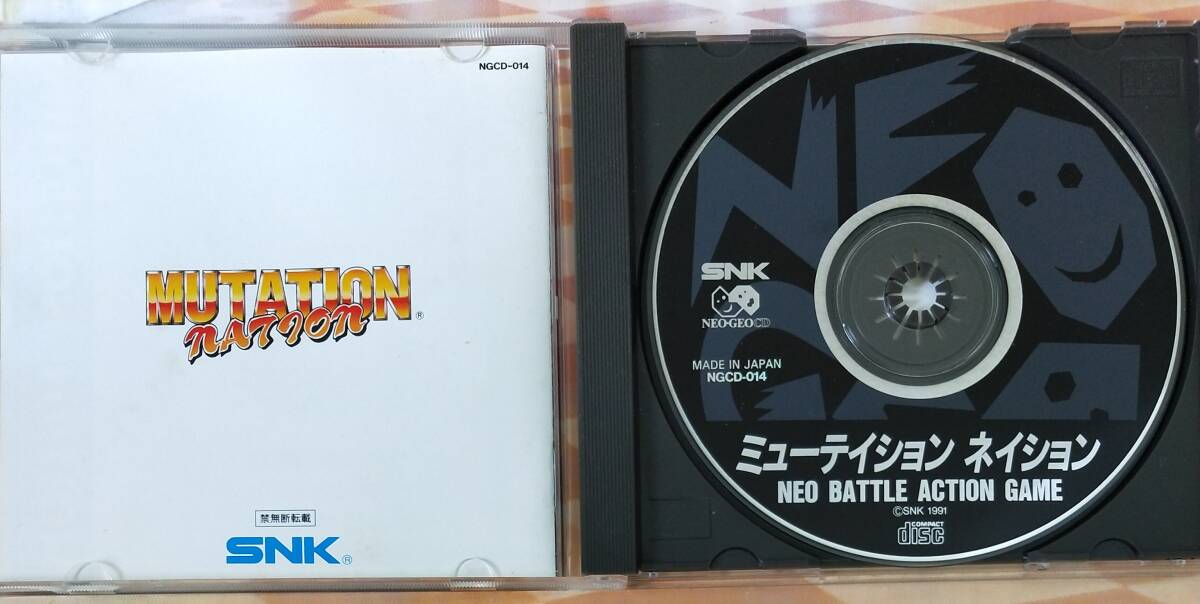 NGCD-014
MUTATION
NATION ®
禁無断転載
SNK ®
NEO
GEO
SNK
NEO·GEO CD
MADE IN JAPAN
NGCD-014
ミューテイション ネイション
NEO BATTLE ACTION GAME
©SNK 1991
COMPACT
disc